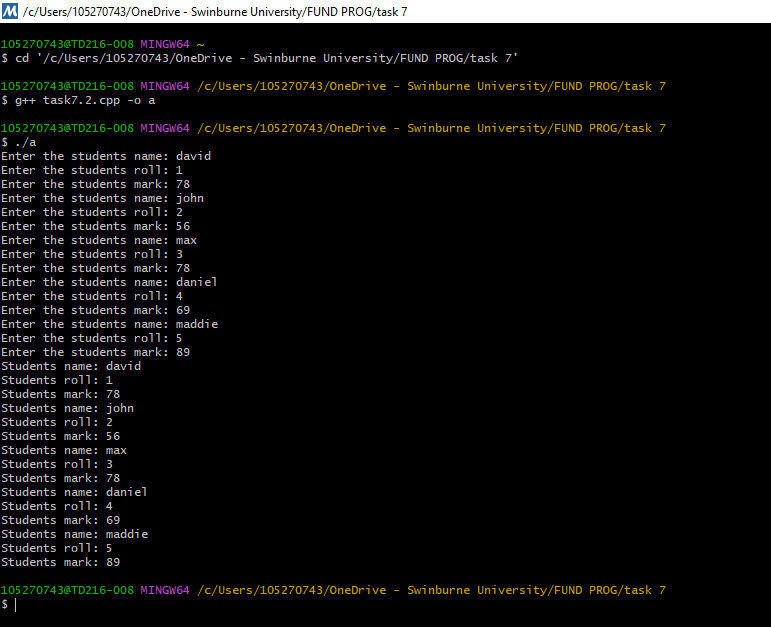 M /c/Users/105270743/OneDrive - Swinburne University/FUND PROG/task 7
105270743@TD216-008 MINGW64 ~
$ cd '/c/Users/105270743/OneDrive - Swinburne University/FUND PROG/task 7'
105270743@TD216-008 MINGW64 /c/Users/105270743/OneDrive - Swinburne University/FUND PROG/task 7
$ g++ task7.2.cpp -o a
105270743@TD216-008 MINGW64 /c/Users/105270743/OneDrive - Swinburne University/FUND PROG/task 7
$ ./a
Enter the students name: david
Enter the students roll: 1
Enter the students mark: 78
Enter the students name: john
Enter the students roll: 2
Enter the students mark: 56
Enter the students name: max
Enter the students roll: 3
Enter the students mark: 78
Enter the students name: daniel
Enter the students roll: 4
Enter the students mark: 69
Enter the students name: maddie
Enter the students roll: 5
Enter the students mark: 89
Students name: david
Students roll: 1
Students mark: 78
Students name: john
Students roll: 2
Students mark: 56
Students name: max
Students roll: 3
Students mark: 78
Students name: daniel
Students roll: 4
Students mark: 69
Students name: maddie
Students roll: 5
Students mark: 89
105270743@TD216-008 MINGW64 /c/Users/105270743/OneDrive - Swinburne University/FUND PROG/task 7
$